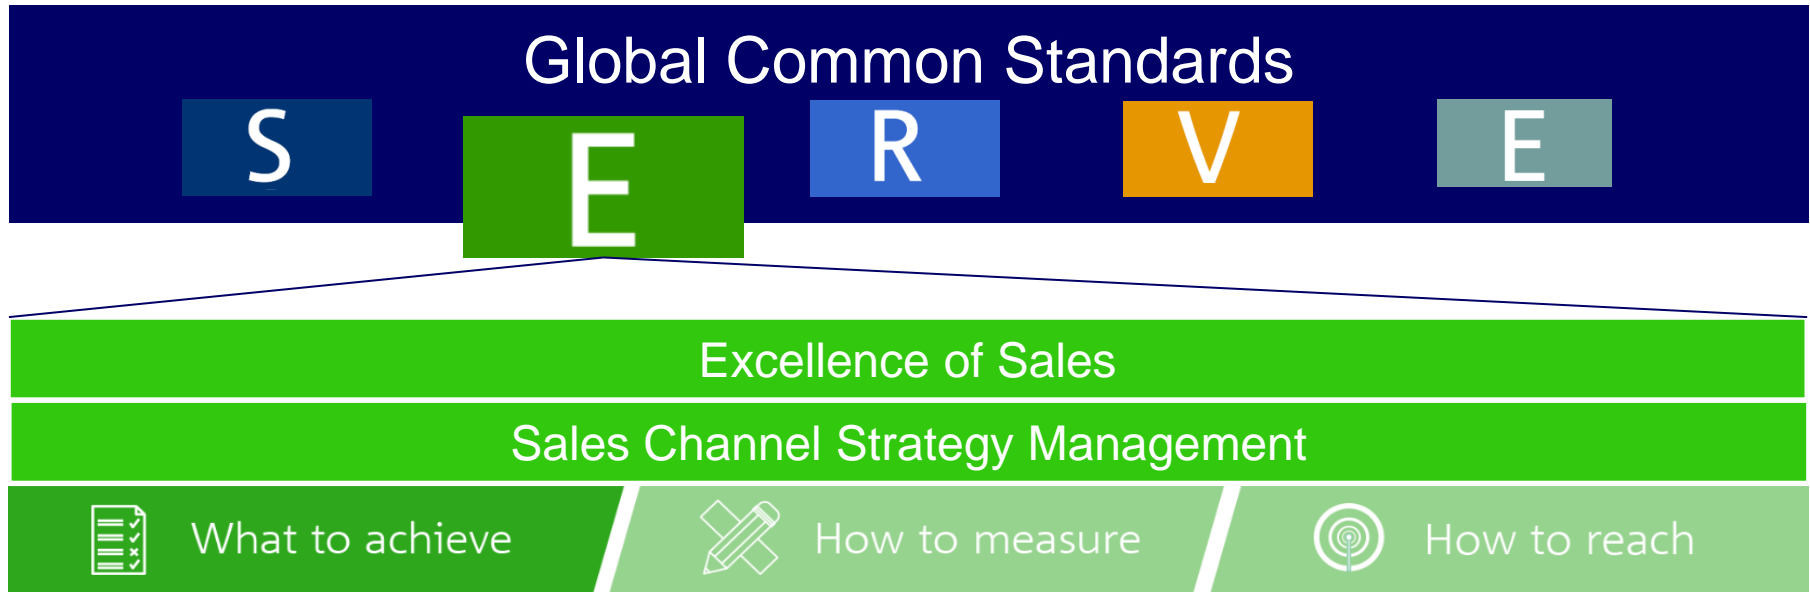 Global Common Standards
S E R V E
Excellence of Sales
Sales Channel Strategy Management
What to achieve How to measure How to reach